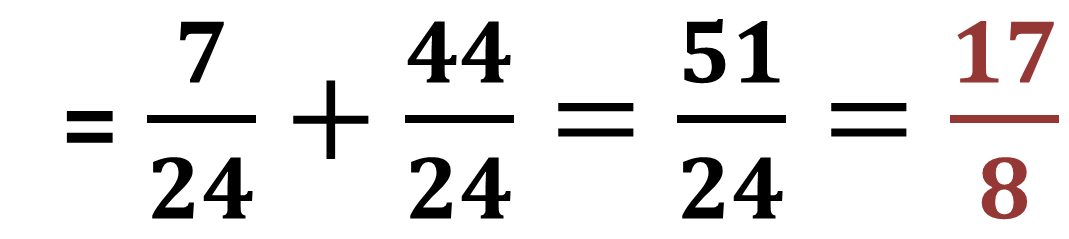 = 7/24 + 44/24 = 51/24 = 17/8